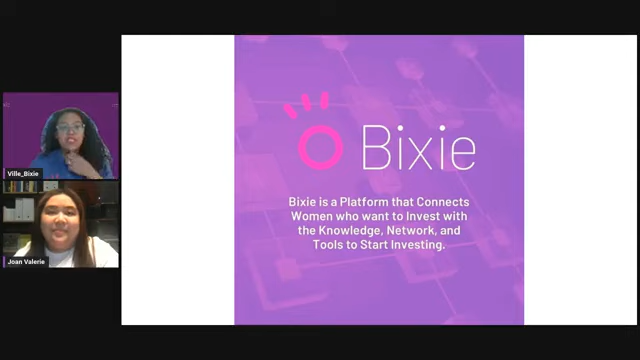 Bixie
Bixie is a Platform that Connects
Women who want to Invest with
the Knowledge, Network, and
Tools to Start Investing.
Ville_Bixie
Joan Valerie